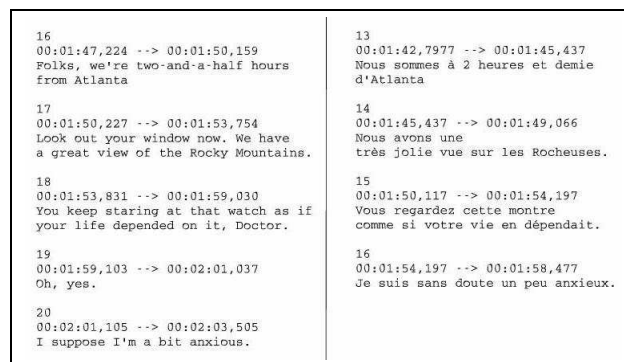 16
00:01:47,224 --> 00:01:50,159
Folks, we're two-and-a-half hours
from Atlanta
17
00:01:50,227 --> 00:01:53,754
Look out your window now. We have
a great view of the Rocky Mountains.
18
00:01:53,831 --> 00:01:59,030
You keep staring at that watch as if
your life depended on it, Doctor.
19
00:01:59,103 --> 00:02:01,037
Oh, yes.
20
00:02:01,105 --> 00:02:03,505
I suppose I'm a bit anxious.
13
00:01:42,7977 --> 00:01:45,437
Nous sommes à 2 heures et demie
d'Atlanta
14
00:01:45,437 --> 00:01:49,066
Nous avons une
très jolie vue sur les Rocheuses.
15
00:01:50,117 --> 00:01:54,197
Vous regardez cette montre
comme si votre vie en dépendait.
16
00:01:54,197 --> 00:01:58,477
Je suis sans doute un peu anxieux.